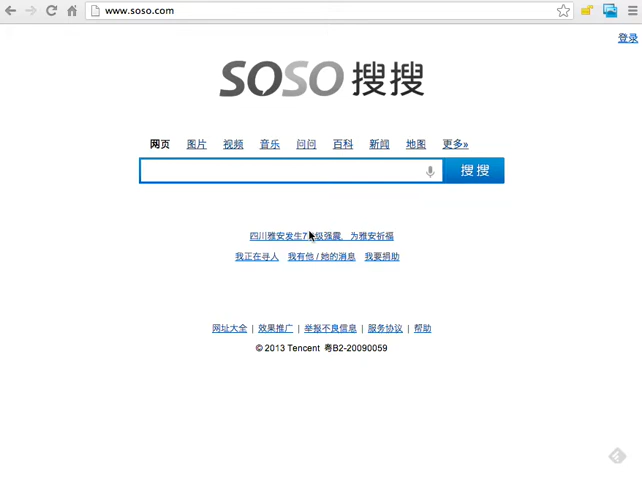 www.soso.com
登录
SOSO 搜搜
网页 图片 视频 音乐 问问 百科 新闻 地图 更多»
搜搜
四川雅安发生7 级强震，为雅安祈福
我正在寻人 我有他 / 她的消息 我要捐助
网址大全 | 效果推广 | 举报不良信息 | 服务协议 | 帮助
© 2013 Tencent 粤B2-20090059